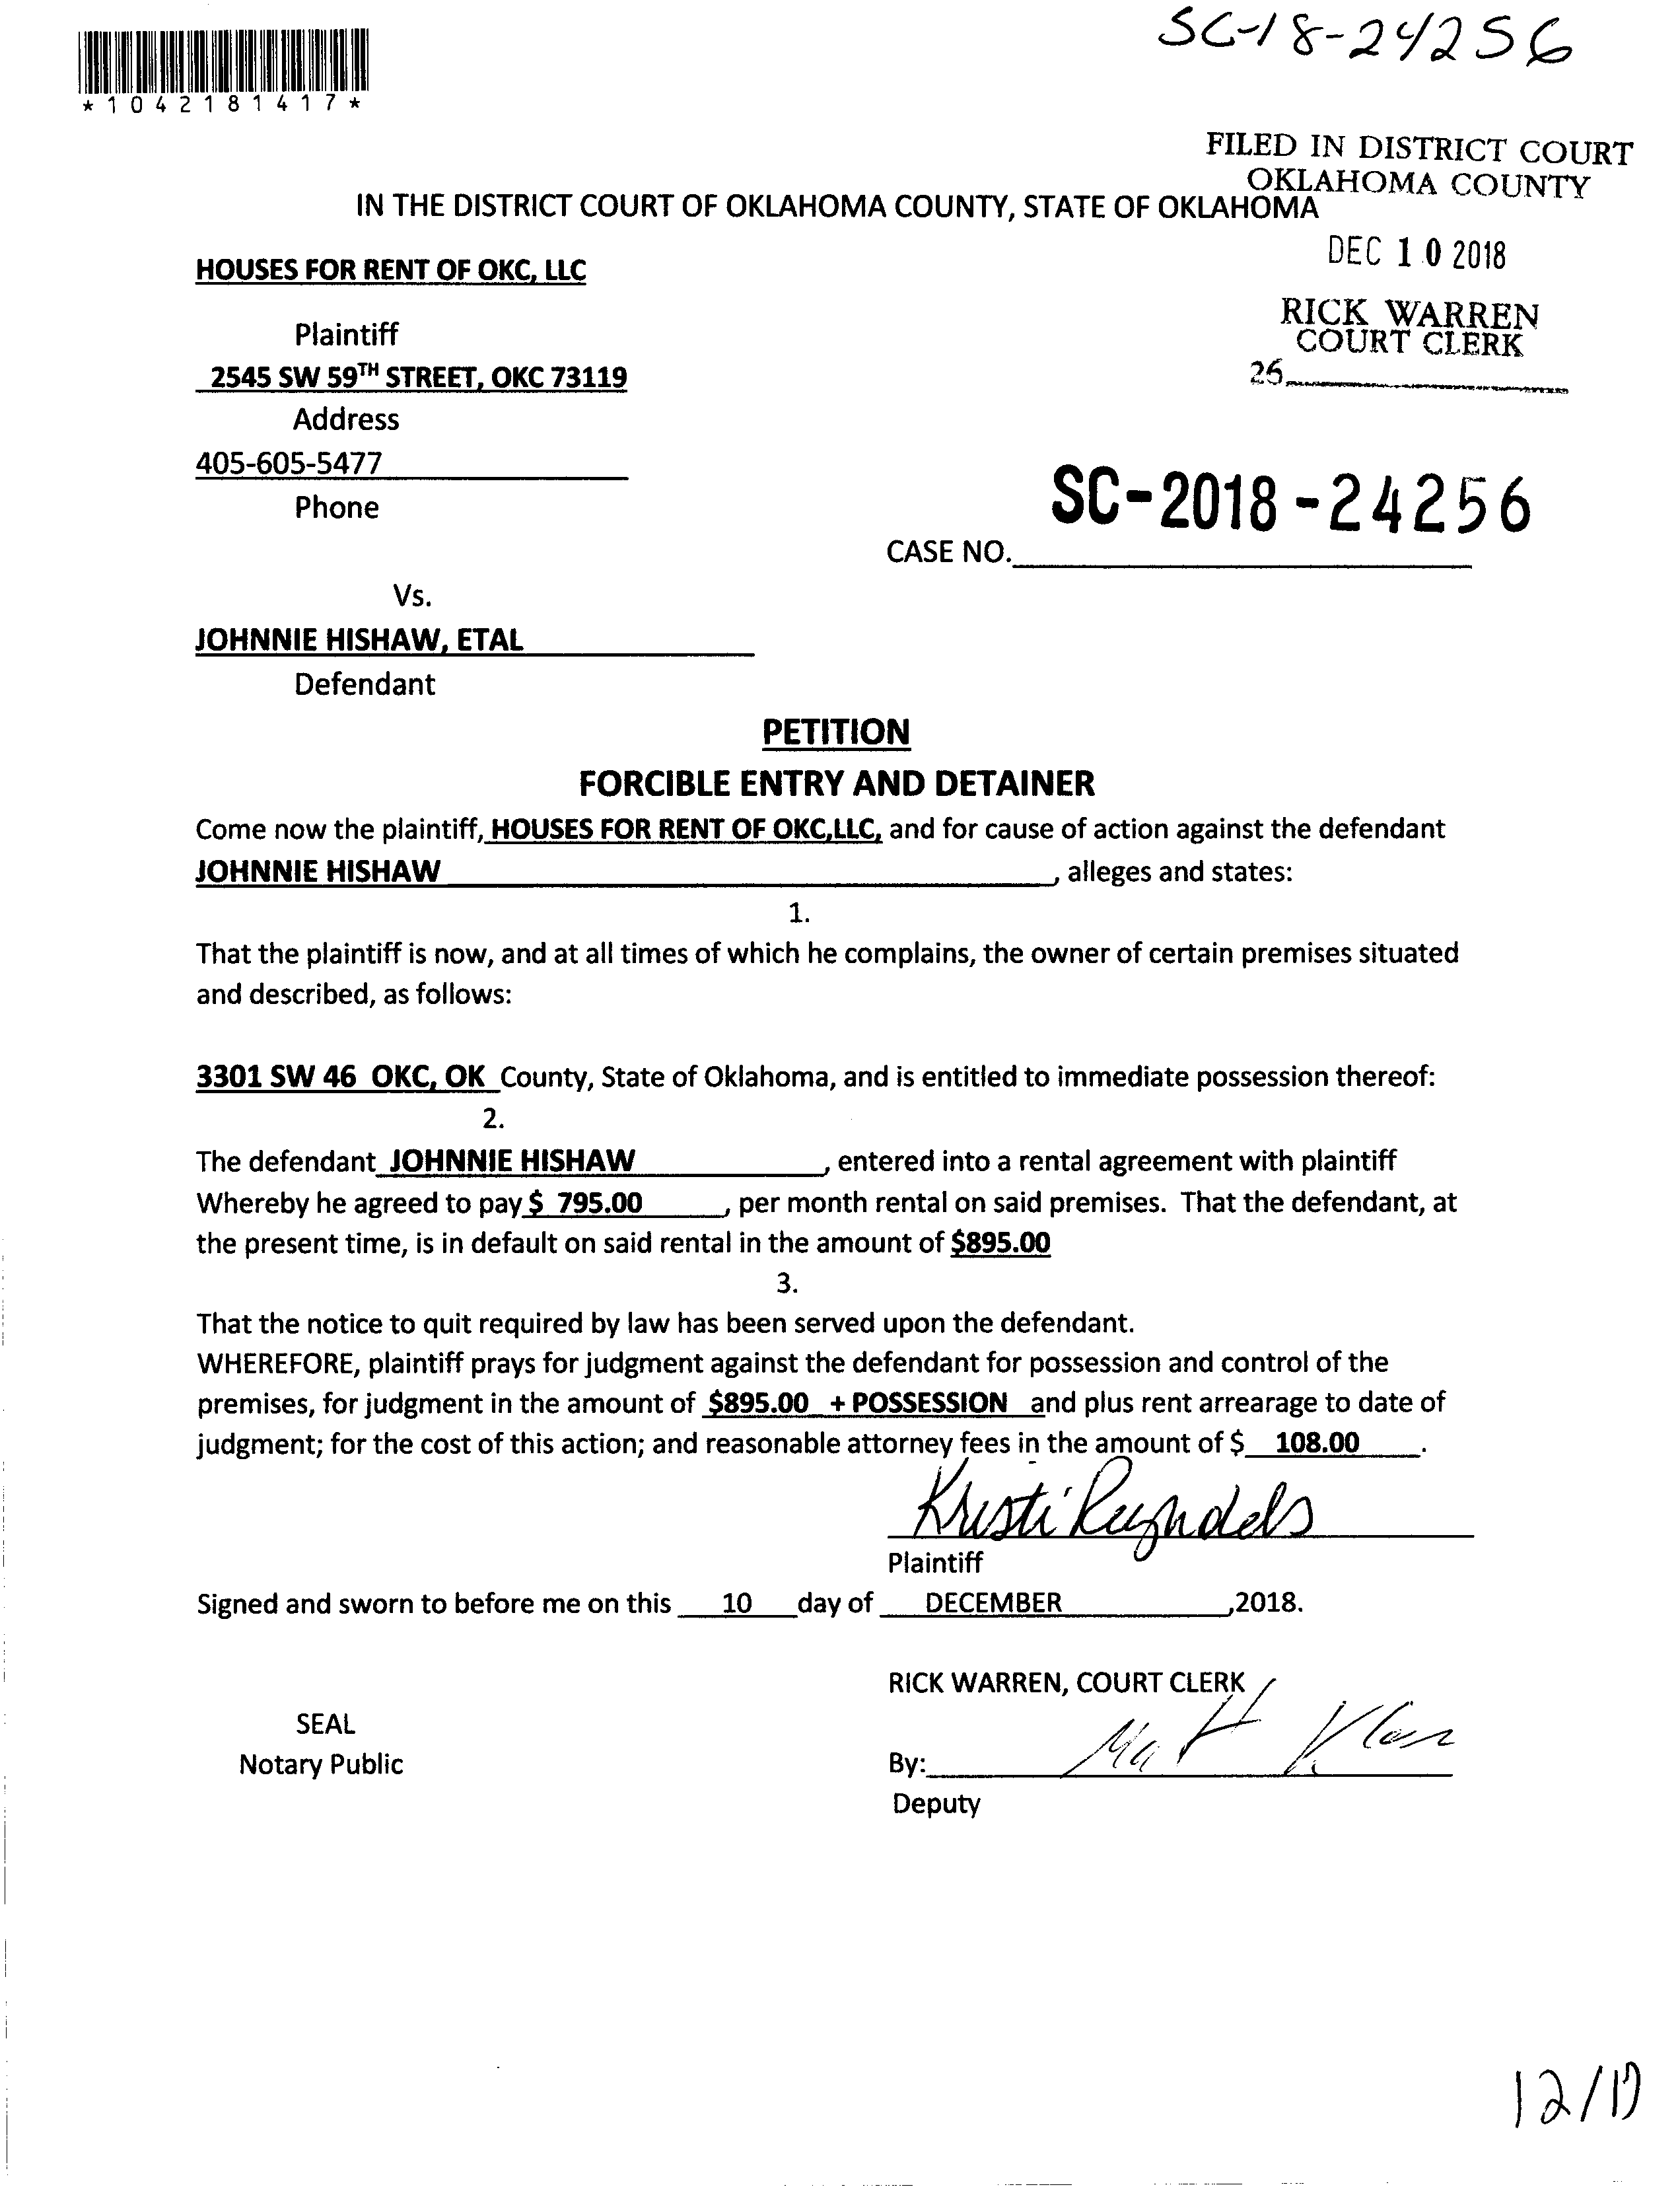 SC-18-24256
*1042181417*
FILED IN DISTRICT COURT
OKLAHOMA COUNTY
IN THE DISTRICT COURT OF OKLAHOMA COUNTY, STATE OF OKLAHOMA
DEC 10 2018
HOUSES FOR RENT OF OKC, LLC
RICK WARREN
COURT CLERK
Plaintiff
26
2545 SW 59TH STREET, OKC 73119
Address
405-605-5477
Phone
SC-2018-24256
CASE NO.
Vs.
JOHNNIE HISHAW, ETAL
Defendant
PETITION
FORCIBLE ENTRY AND DETAINER
Come now the plaintiff, HOUSES FOR RENT OF OKC,LLC, and for cause of action against the defendant
JOHNNIE HISHAW, alleges and states:
1.
That the plaintiff is now, and at all times of which he complains, the owner of certain premises situated
and described, as follows:
3301 SW 46 OKC, OK County, State of Oklahoma, and is entitled to immediate possession thereof:
2.
The defendant JOHNNIE HISHAW, entered into a rental agreement with plaintiff
Whereby he agreed to pay $ 795.00, per month rental on said premises. That the defendant, at
the present time, is in default on said rental in the amount of $895.00
3.
That the notice to quit required by law has been served upon the defendant.
WHEREFORE, plaintiff prays for judgment against the defendant for possession and control of the
premises, for judgment in the amount of $895.00 + POSSESSION and plus rent arrearage to date of
judgment; for the cost of this action; and reasonable attorney fees in the amount of $ 108.00.
Kristi Reynolds
Plaintiff
Signed and sworn to before me on this 10 day of DECEMBER,2018.
RICK WARREN, COURT CLERK
SEAL
Notary Public
By: Matt
Deputy